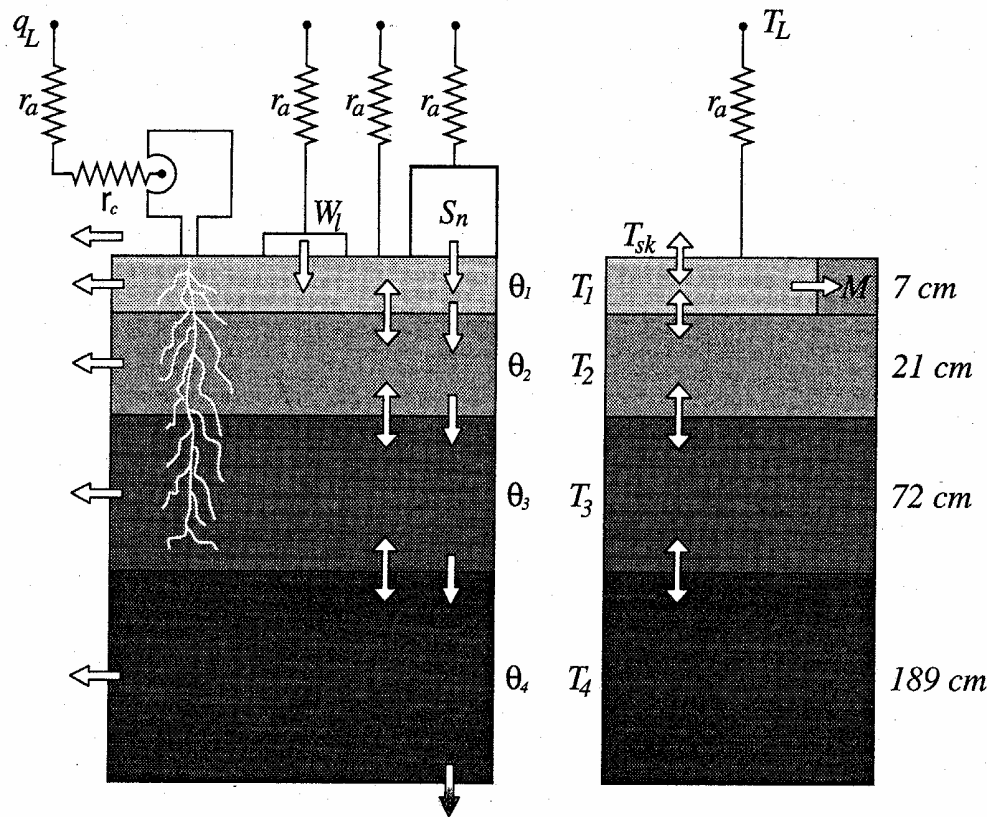 q_L T_L
r_a r_a r_a r_a r_a
r_c W_l S_n T_sk
θ_1 T_1 M 7 cm
θ_2 T_2 21 cm
θ_3 T_3 72 cm
θ_4 T_4 189 cm